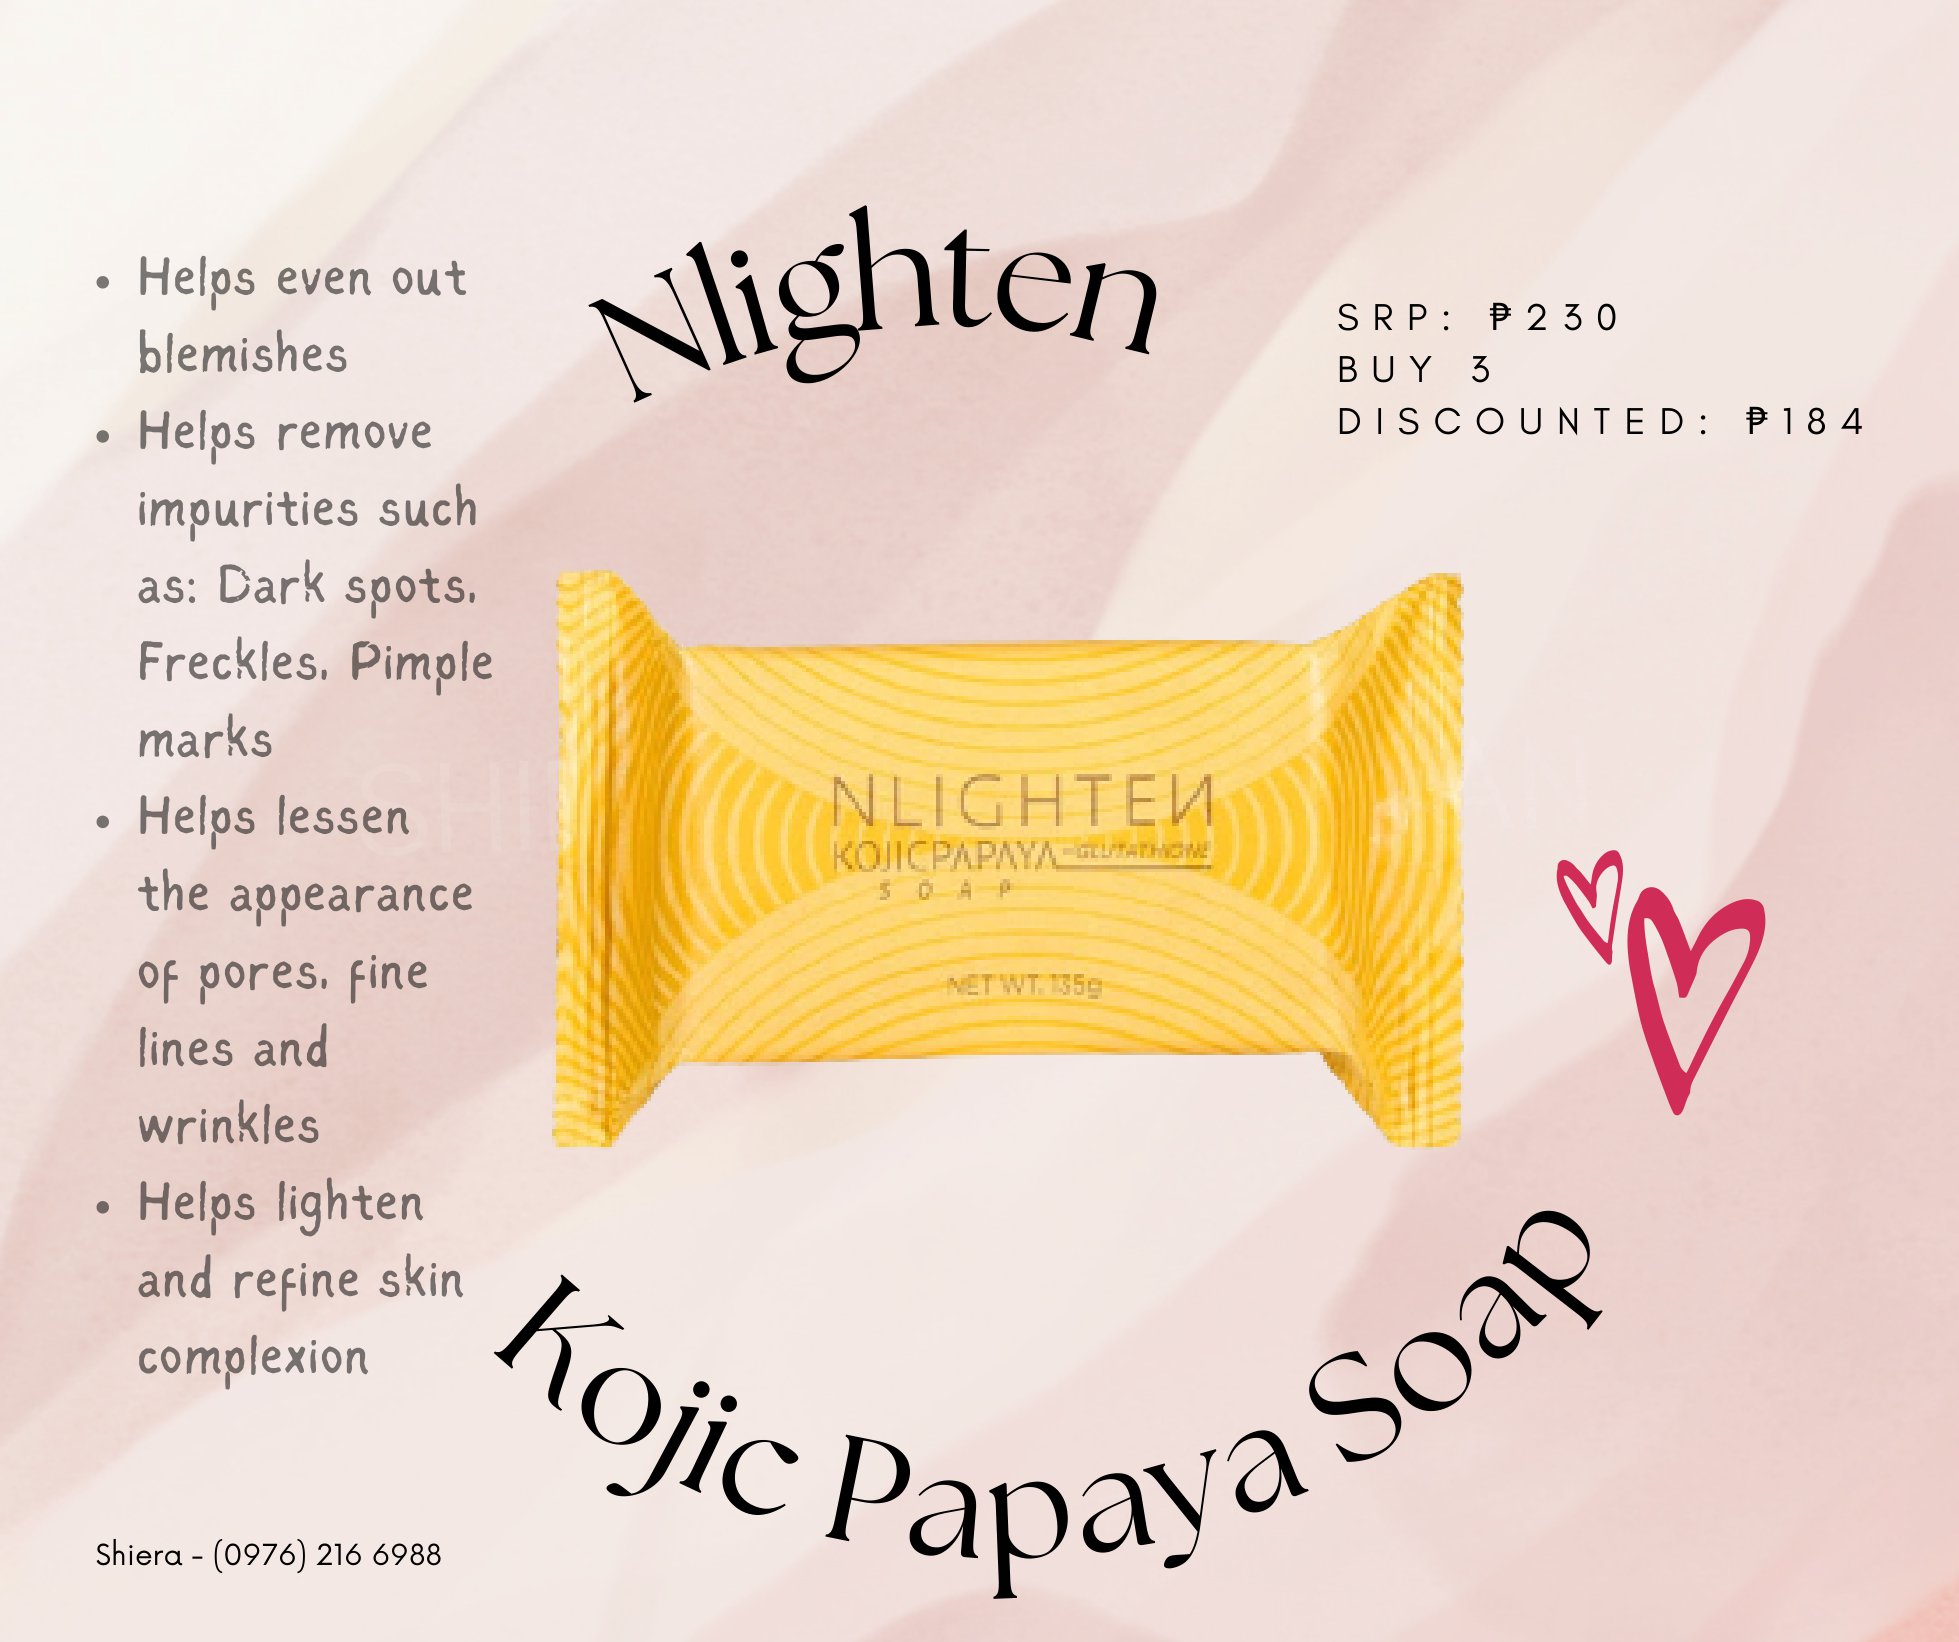 Nlighten
• Helps even out
blemishes
• Helps remove
impurities such
as: Dark spots,
Freckles, Pimple
marks
• Helps lessen
the appearance
of pores, fine
lines and
wrinkles
• Helps lighten
and refine skin
complexion
SRP: ₱230
BUY 3
DISCOUNTED: ₱184
NLIGHTEN
KOJICPAPAYA + GLUTATHIONE
SOAP
NET WT. 135g
Kojic Papaya Soap
Shiera - (0976) 216 6988